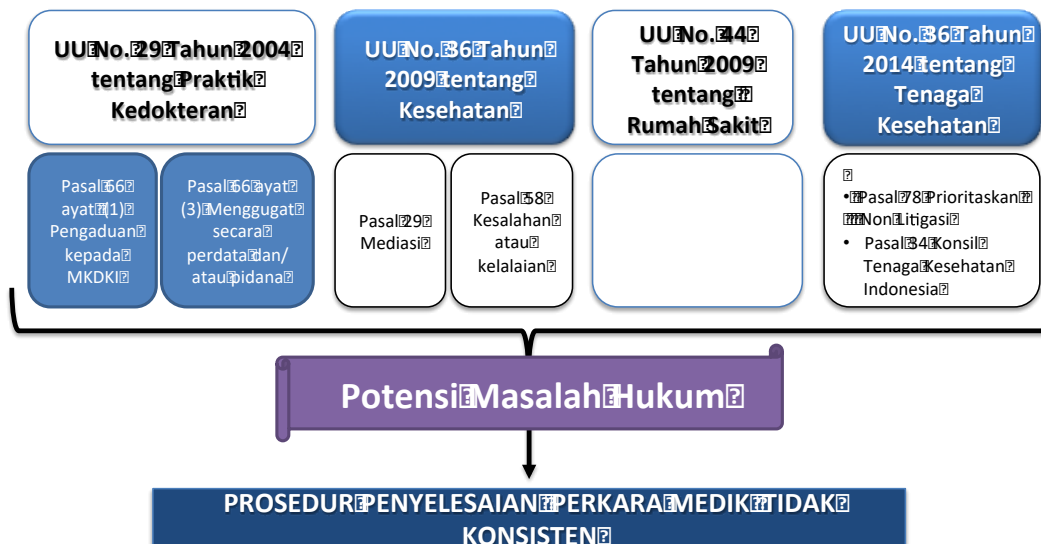 UU No. 29 Tahun 2004
tentang Praktik
Kedokteran
UU No. 36 Tahun
2009 tentang
Kesehatan
UU No. 44
Tahun 2009
tentang
Rumah Sakit
UU No. 36 Tahun
2014 tentang
Tenaga
Kesehatan
Pasal 66
ayat (1)
Pengaduan
kepada
MKDKI
Pasal 66 ayat
(3) Menggugat
secara
perdata dan/
atau pidana
Pasal 29
Mediasi
Pasal 58
Kesalahan
atau
kelalaian
• Pasal 78 Prioritaskan
Non Litigasi
• Pasal 34 Konsil
Tenaga Kesehatan
Indonesia
Potensi Masalah Hukum
PROSEDUR PENYELESAIAN PERKARA MEDIK TIDAK
KONSISTEN